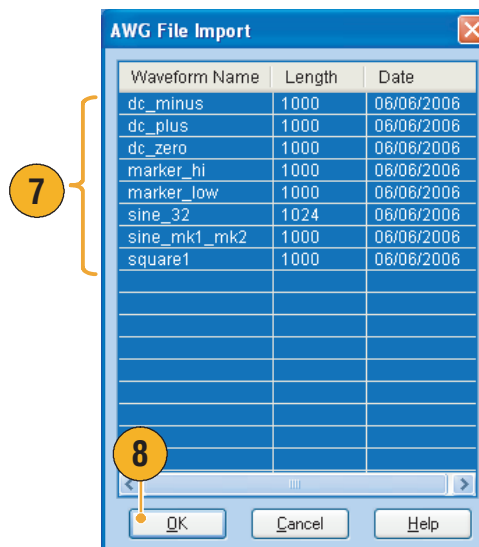 AWG File Import
Waveform Name Length Date
dc_minus 1000 06/06/2006
dc_plus 1000 06/06/2006
dc_zero 1000 06/06/2006
marker_hi 1000 06/06/2006
marker_low 1000 06/06/2006
sine_32 1024 06/06/2006
sine_mk1_mk2 1000 06/06/2006
square1 1000 06/06/2006
7
8
OK Cancel Help